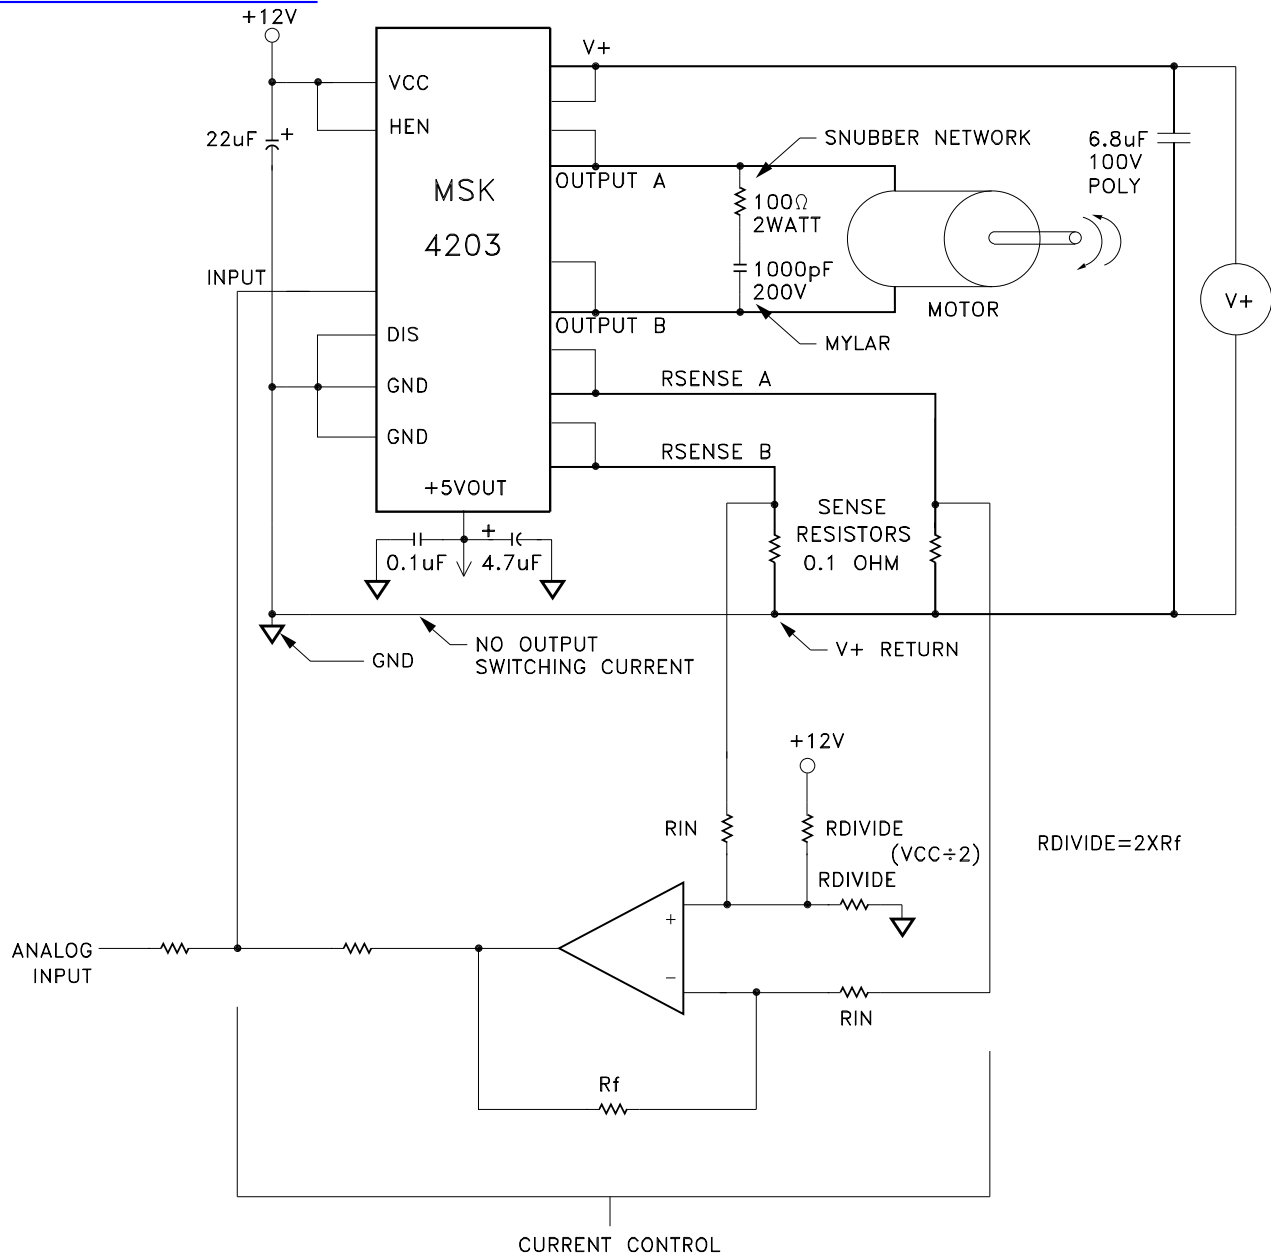 +12V
V+
VCC
HEN
22uF
+
MSK
4203
OUTPUT A
SNUBBER NETWORK
100Ω
2WATT
1000pF
200V
6.8uF
100V
POLY
INPUT
OUTPUT B
MYLAR
MOTOR
V+
DIS
GND
GND
RSENSE A
RSENSE B
+5VOUT
+
0.1uF
4.7uF
SENSE
RESISTORS
0.1 OHM
GND
NO OUTPUT
SWITCHING CURRENT
V+ RETURN
+12V
RIN
RDIVIDE
(VCC÷2)
RDIVIDE
RDIVIDE=2XRf
+
−
ANALOG
INPUT
RIN
Rf
CURRENT CONTROL